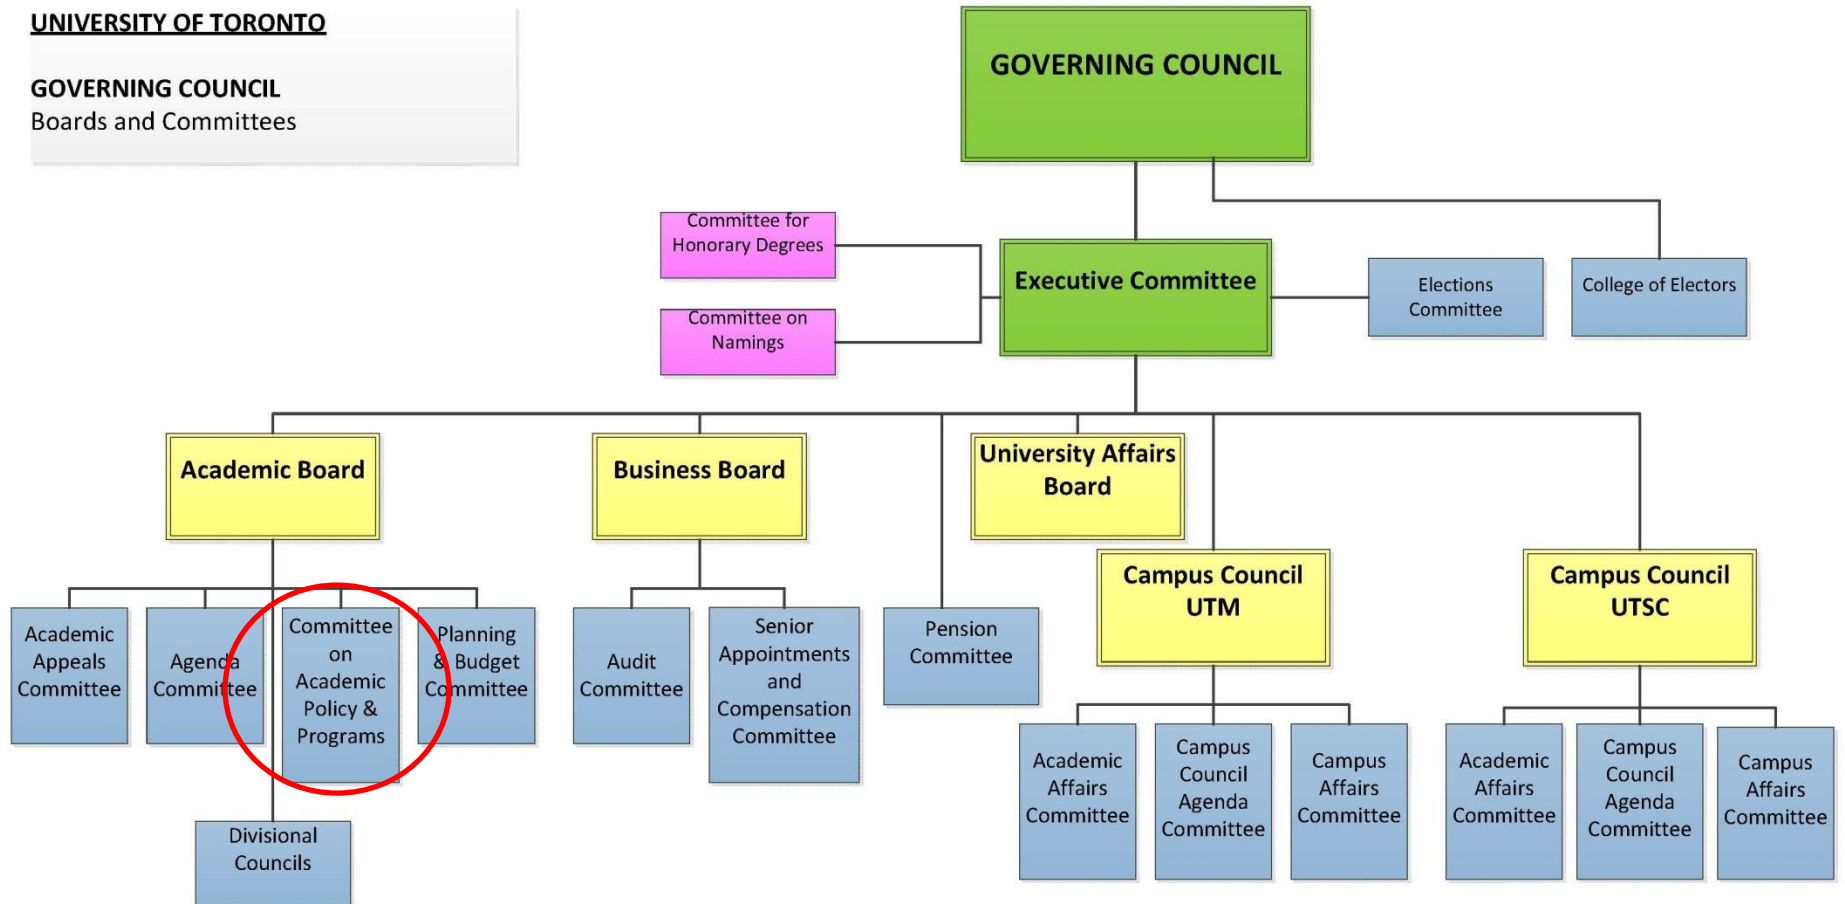 UNIVERSITY OF TORONTO
GOVERNING COUNCIL
Boards and Committees
GOVERNING COUNCIL
Committee for
Honorary Degrees
Committee on
Namings
Executive Committee
Elections
Committee
College of Electors
Academic Board
Business Board
University Affairs
Board
Campus Council
UTM
Campus Council
UTSC
Academic
Appeals
Committee
Agenda
Committee
Committee
on
Academic
Policy &
Programs
Planning
& Budget
Committee
Divisional
Councils
Audit
Committee
Senior
Appointments
and
Compensation
Committee
Pension
Committee
Academic
Affairs
Committee
Campus
Council
Agenda
Committee
Campus
Affairs
Committee
Academic
Affairs
Committee
Campus
Council
Agenda
Committee
Campus
Affairs
Committee